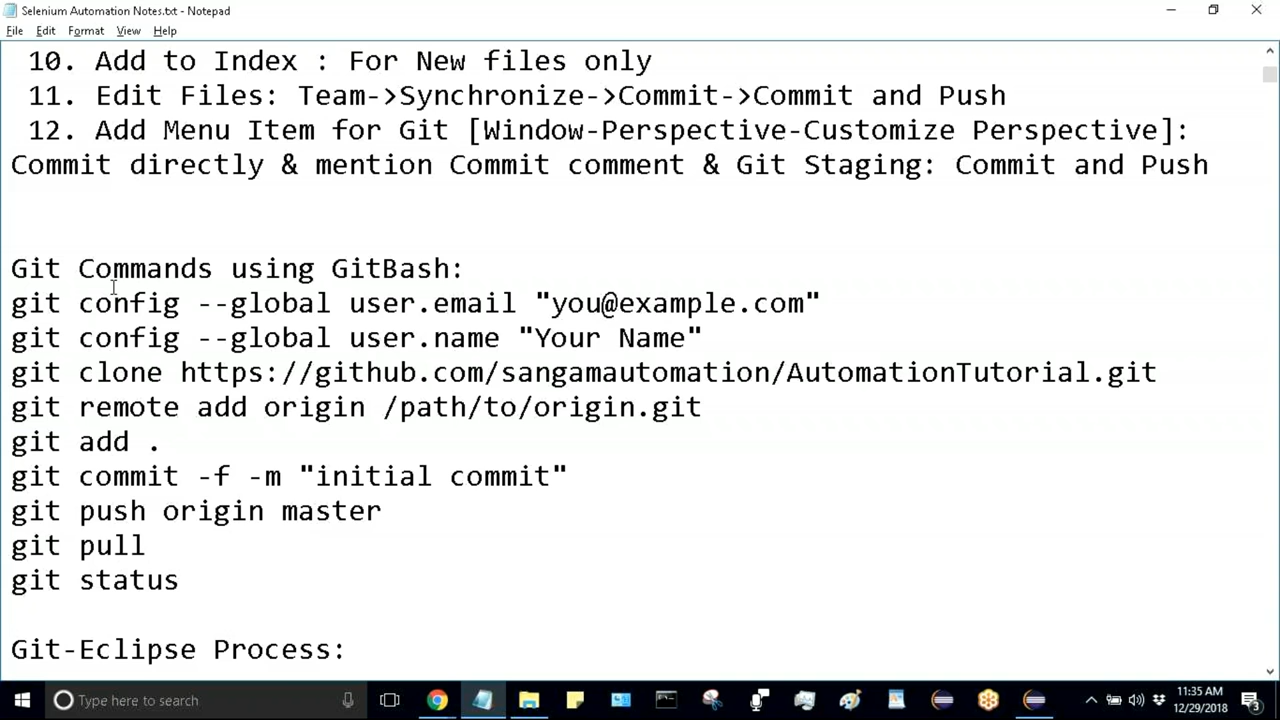 Selenium Automation Notes.txt - Notepad
File Edit Format View Help
10. Add to Index : For New files only
11. Edit Files: Team->Synchronize->Commit->Commit and Push
12. Add Menu Item for Git [Window-Perspective-Customize Perspective]:
Commit directly & mention Commit comment & Git Staging: Commit and Push
Git Commands using GitBash:
git config --global user.email "you@example.com"
git config --global user.name "Your Name"
git clone https://github.com/sangamautomation/AutomationTutorial.git
git remote add origin /path/to/origin.git
git add .
git commit -f -m "initial commit"
git push origin master
git pull
git status
Git-Eclipse Process:
Type here to search
11:35 AM
12/29/2018
3